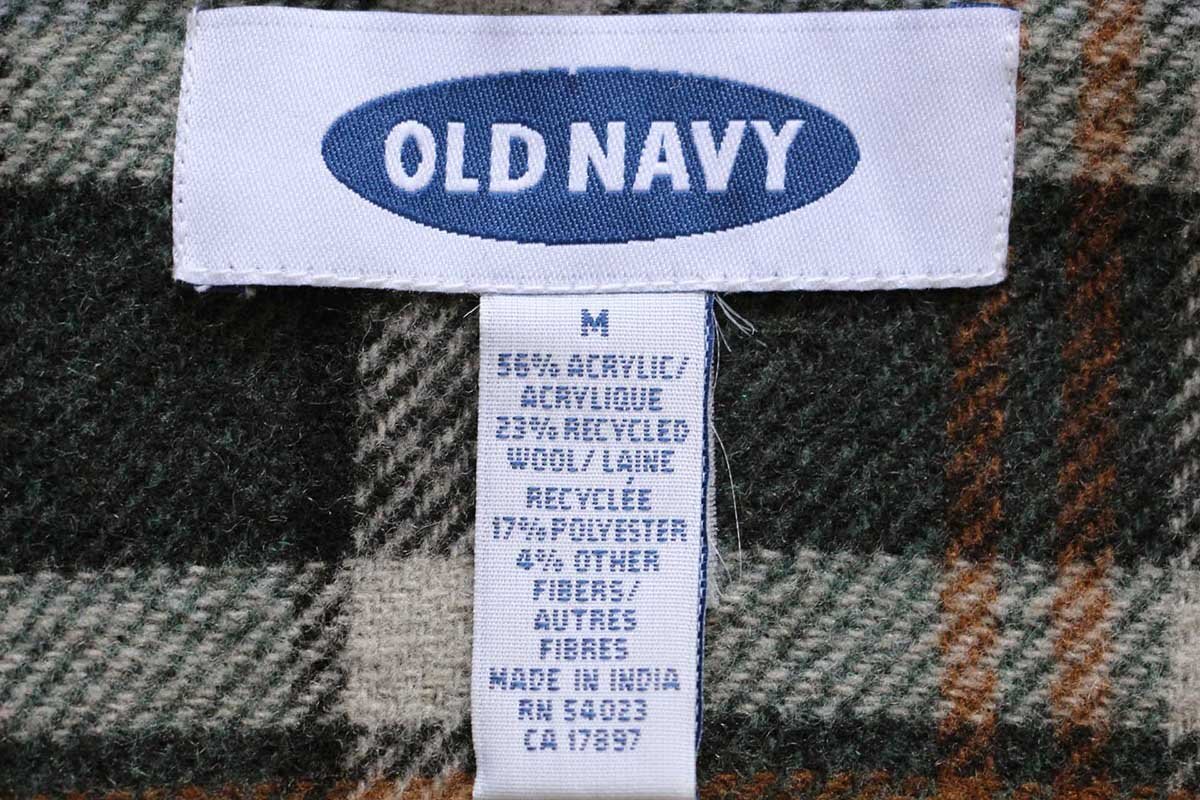 OLD NAVY
M
56% ACRYLIC/
ACRYLIQUE
23% RECYCLED
WOOL/ LAINE
RECYCLÉE
17% POLYESTER
4% OTHER
FIBERS/
AUTRES
FIBRES
MADE IN INDIA
RN 54023
CA 17897